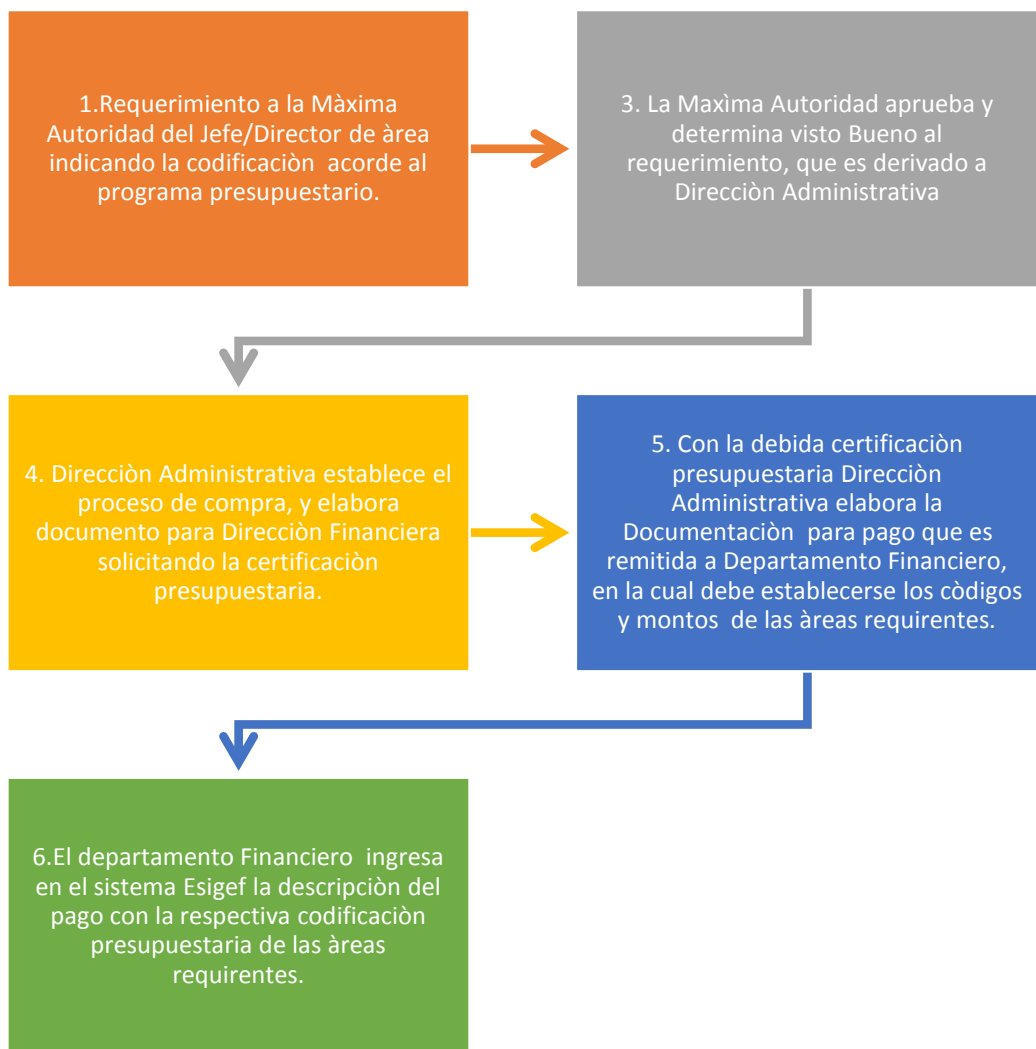 1.Requerimiento a la Màxima
Autoridad del Jefe/Director de àrea
indicando la codificaciòn acorde al
programa presupuestario.
3. La Maxìma Autoridad aprueba y
determina visto Bueno al
requerimiento, que es derivado a
Direcciòn Administrativa
4. Direcciòn Administrativa establece el
proceso de compra, y elabora
documento para Direcciòn Financiera
solicitando la certificaciòn
presupuestaria.
5. Con la debida certificaciòn
presupuestaria Direcciòn
Administrativa elabora la
Documentaciòn para pago que es
remitida a Departamento Financiero,
en la cual debe establecerse los còdigos
y montos de las àreas requirentes.
6.El departamento Financiero ingresa
en el sistema Esigef la descripciòn del
pago con la respectiva codificaciòn
presupuestaria de las àreas
requirentes.